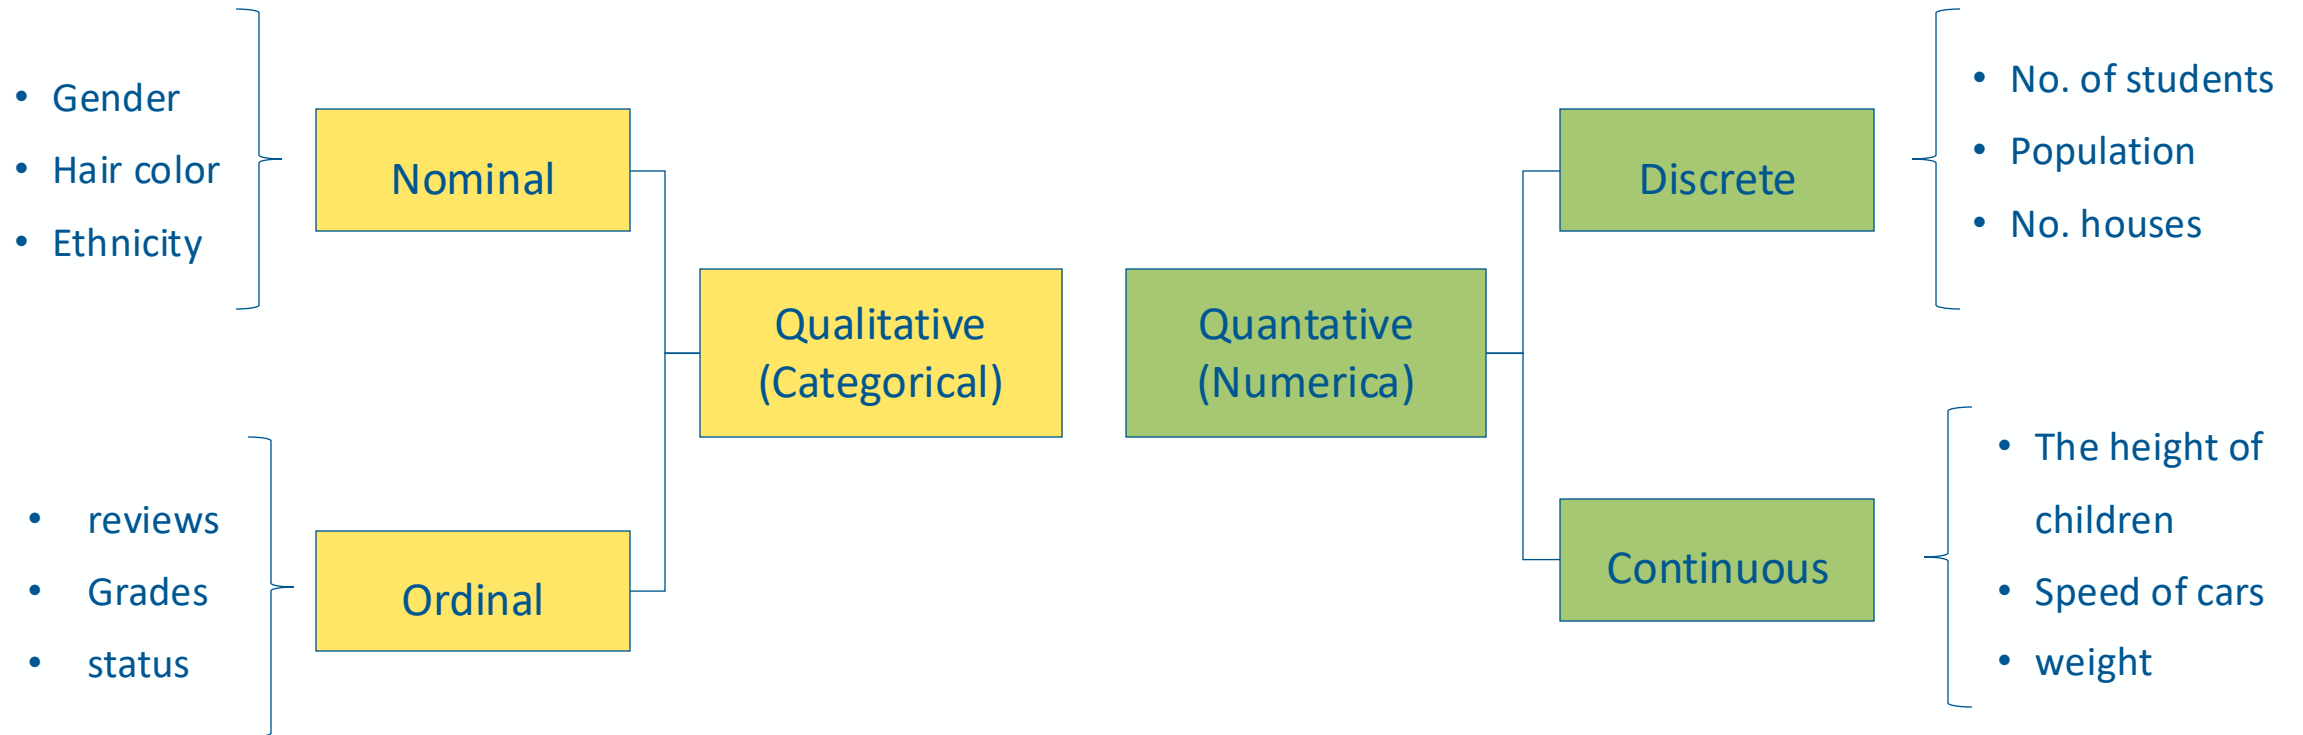 • Gender
• Hair color
• Ethnicity
Nominal
• reviews
• Grades
• status
Ordinal
Qualitative
(Categorical)
Quantative
(Numerica)
Discrete
• No. of students
• Population
• No. houses
Continuous
• The height of
children
• Speed of cars
• weight